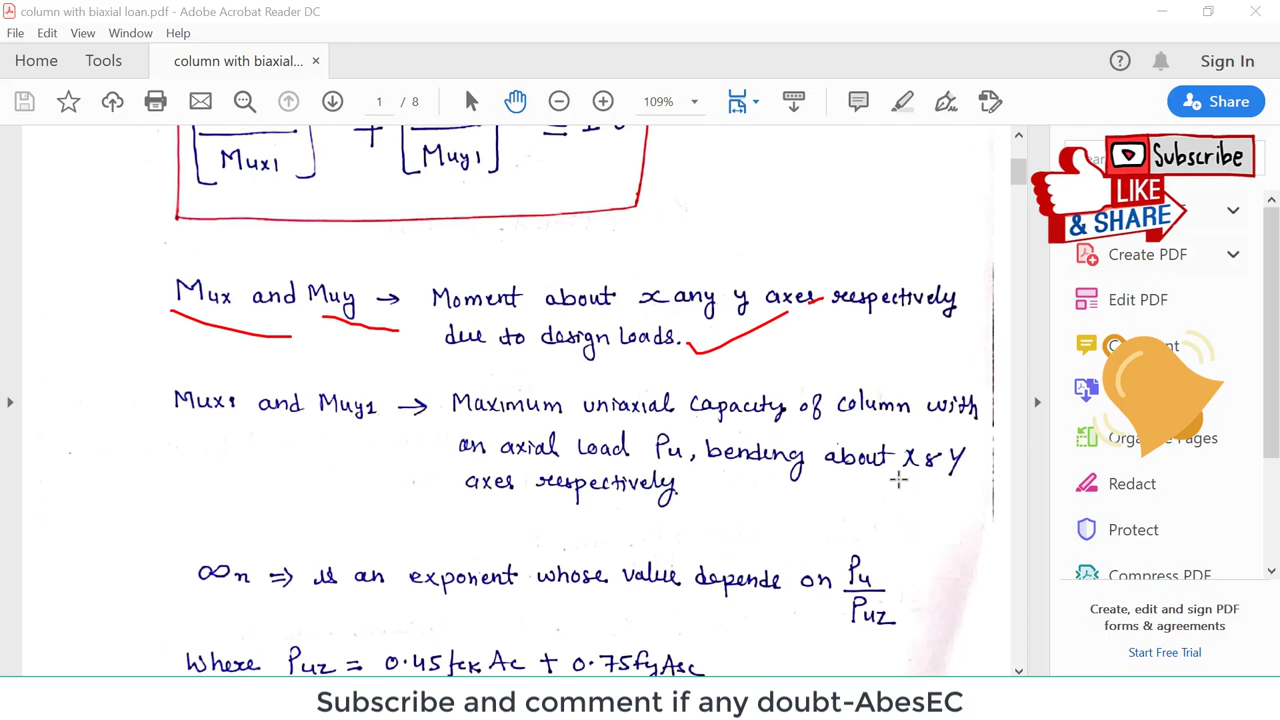 column with biaxial loan.pdf - Adobe Acrobat Reader DC
File Edit View Window Help
Home Tools column with biaxial... × Sign In
1 / 8 109% Share
Mux1 + Muy1
Mux and Muy → Moment about x any y axes respectively
due to design loads.
Mux1 and Muy1 → Maximum uniaxial capacity of column with
an axial load Pu, bending about x & y
axes respectively.
∝n ⇒ is an exponent whose value depende on Pu
Puz
Where Puz = 0.45fck Ac + 0.75fyAsc
Subscribe
LIKE
& SHARE
Create PDF
Edit PDF
Redact
Protect
Compress PDF
Create, edit and sign PDF
forms & agreements
Start Free Trial
Subscribe and comment if any doubt-AbesEC